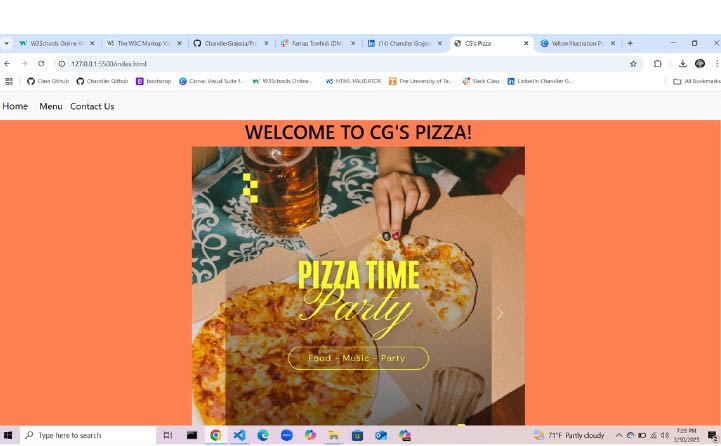 W3Schools Online W
The W3C Markup Va
ChandlerGrajeda/Pro
Farnaz Towhidi (DM)
(14) Chandler Grajed
CG's Pizza
Yellow Illustration Pi
127.0.0.1:5500/index.html
Class Github
Chandler Github
bootstrap
Canva: Visual Suite f...
W3Schools Online...
HTML VALIDATOR
The University of Te...
Slack Class
LinkedIn Chandler G...
All Bookmarks
Home Menu Contact Us
WELCOME TO CG'S PIZZA!
PIZZA TIME
Party
Food - Music - Party
Type here to search
71°F Partly cloudy
7:25 PM
3/30/2025